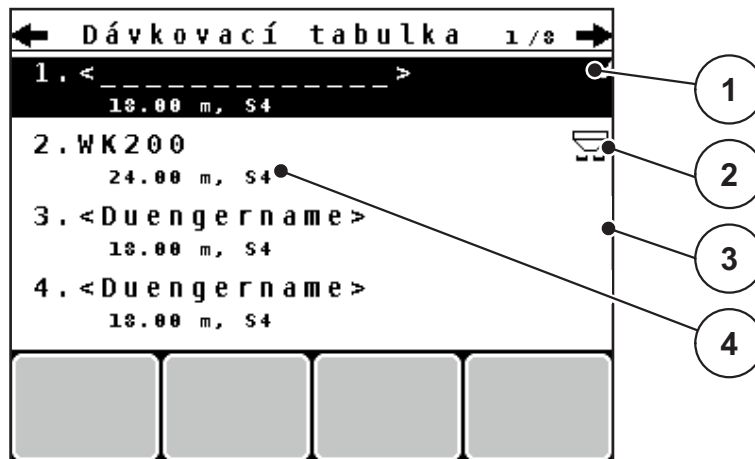 Dávkovací tabulka 1/8
1.<______________>
18.00 m, S4
2.WK200
24.00 m, S4
3.<Duengername>
18.00 m, S4
4.<Duengername>
18.00 m, S4
1
2
3
4